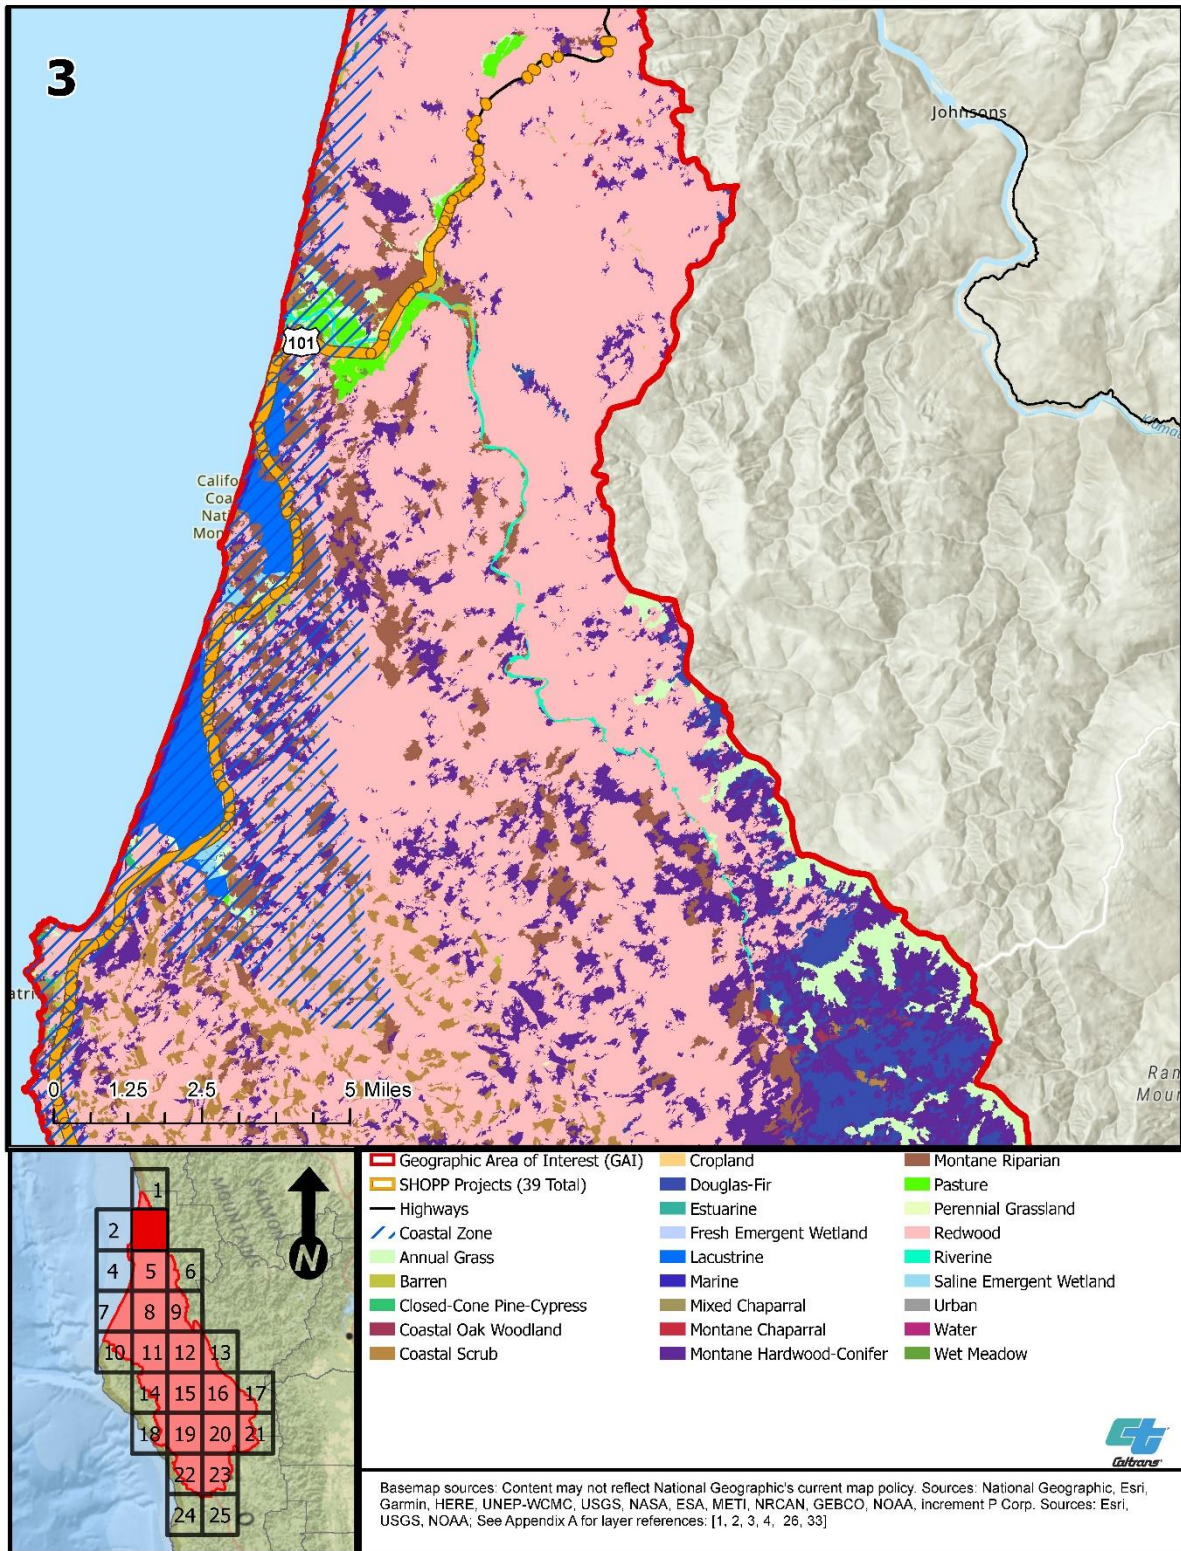 3
Johnsons
101
Califo
Coa
Nati
Mon
Klama
atri
Ram
Mour
0 1.25 2.5 5 Miles
Geographic Area of Interest (GAI)
SHOPP Projects (39 Total)
Highways
Coastal Zone
Annual Grass
Barren
Closed-Cone Pine-Cypress
Coastal Oak Woodland
Coastal Scrub
Cropland
Douglas-Fir
Estuarine
Fresh Emergent Wetland
Lacustrine
Marine
Mixed Chaparral
Montane Chaparral
Montane Hardwood-Conifer
Montane Riparian
Pasture
Perennial Grassland
Redwood
Riverine
Saline Emergent Wetland
Urban
Water
Wet Meadow
1
2
4 5 6
7 8 9
10 11 12 13
14 15 16 17
18 19 20 21
22 23
24 25
N
Caltrans
Basemap sources: Content may not reflect National Geographic's current map policy. Sources: National Geographic, Esri,
Garmin, HERE, UNEP-WCMC, USGS, NASA, ESA, METI, NRCAN, GEBCO, NOAA, increment P Corp. Sources: Esri,
USGS, NOAA; See Appendix A for layer references: [1, 2, 3, 4, 26, 33]